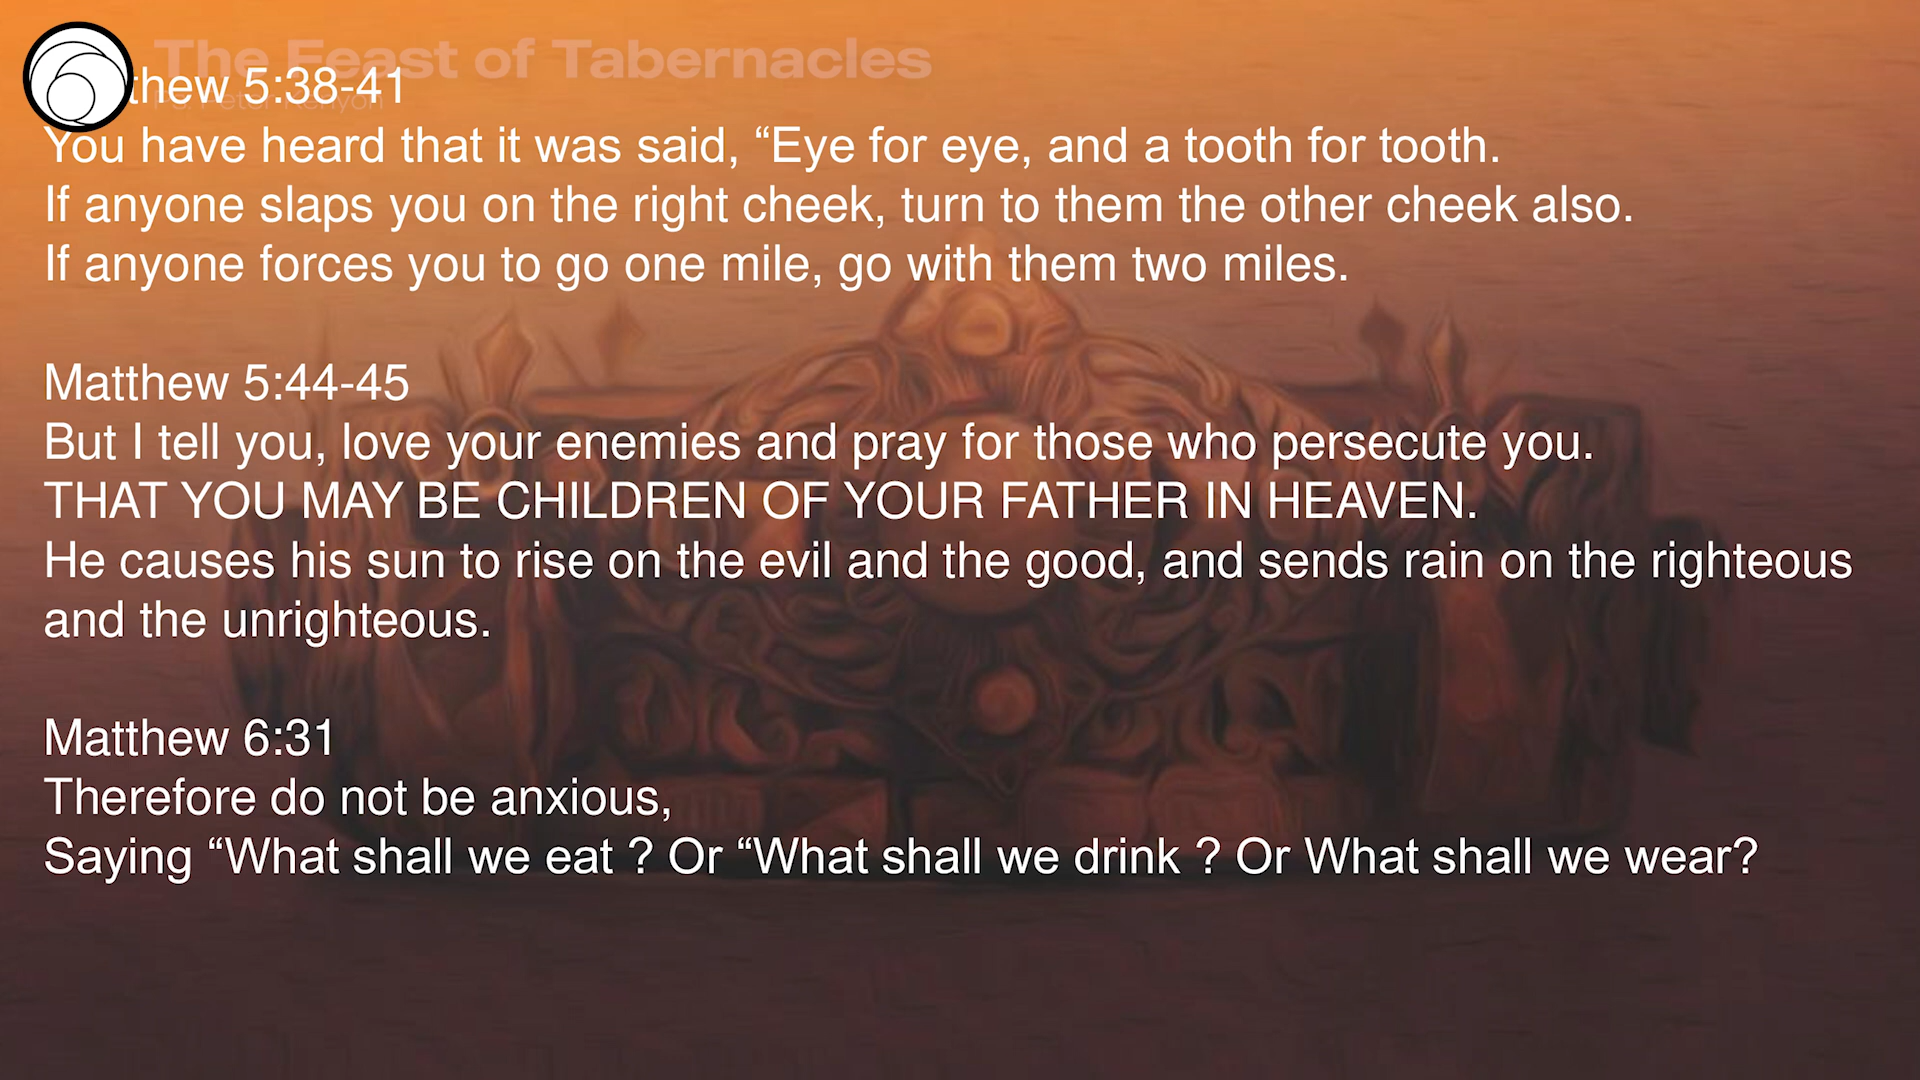 The Feast of Tabernacles
thew 5:38-41
Peter Kenyon
You have heard that it was said, “Eye for eye, and a tooth for tooth.
If anyone slaps you on the right cheek, turn to them the other cheek also.
If anyone forces you to go one mile, go with them two miles.
Matthew 5:44-45
But I tell you, love your enemies and pray for those who persecute you.
THAT YOU MAY BE CHILDREN OF YOUR FATHER IN HEAVEN.
He causes his sun to rise on the evil and the good, and sends rain on the righteous
and the unrighteous.
Matthew 6:31
Therefore do not be anxious,
Saying “What shall we eat ? Or “What shall we drink ? Or What shall we wear?